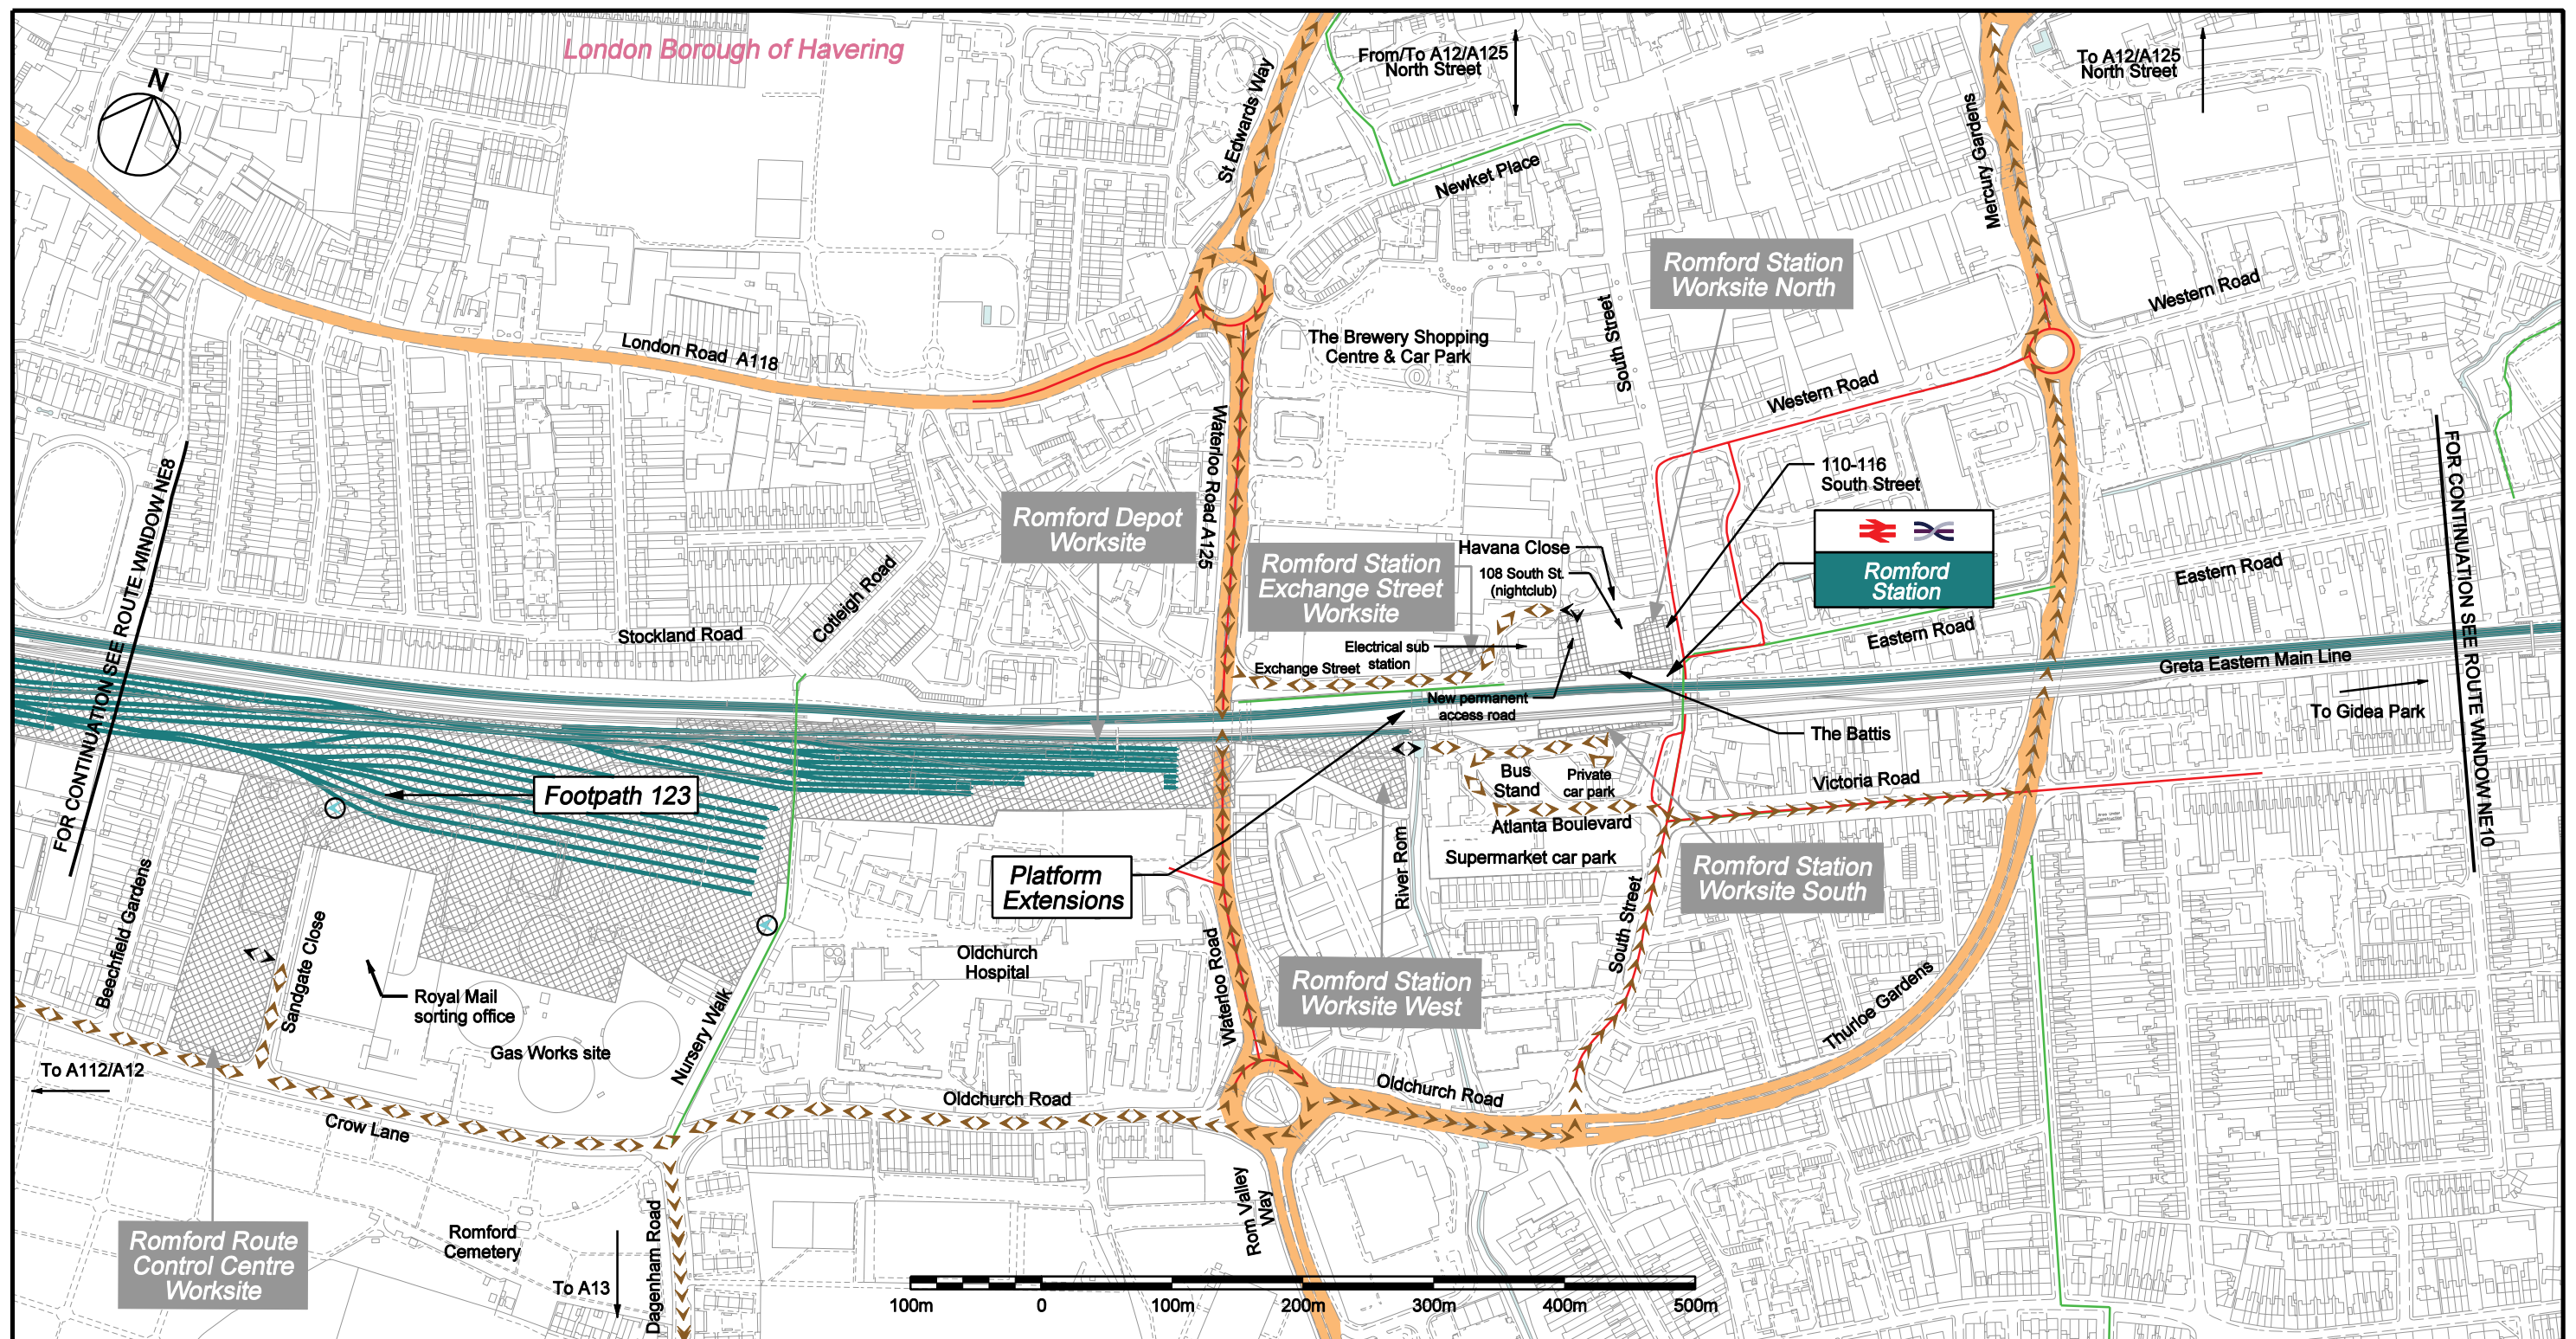 London Borough of Havering
N
From/To A12/A125
North Street
To A12/A125
North Street
St Edwards Way
Mercury Gardens
Newket Place
Romford Station
Worksite North
Western Road
South Street
The Brewery Shopping
Centre & Car Park
London Road A118
Western Road
Waterloo Road A125
FOR CONTINUATION SEE ROUTE WINDOW NE8
FOR CONTINUATION SEE ROUTE WINDOW NE10
110-116
South Street
Romford Depot
Worksite
Romford Station
Exchange Street
Worksite
Havana Close
108 South St.
(nightclub)
Romford
Station
Eastern Road
Cotleigh Road
Stockland Road
Electrical sub
station
Eastern Road
Exchange Street
Greta Eastern Main Line
New permanent
access road
To Gidea Park
The Battis
Footpath 123
Bus
Stand
Private
car park
Victoria Road
Atlanta Boulevard
Supermarket car park
River Rom
Platform
Extensions
Romford Station
Worksite South
Beechfield Gardens
Sandgate Close
South Street
Oldchurch
Hospital
Waterloo Road
Romford Station
Worksite West
Royal Mail
sorting office
Nursery Walk
Thurloe Gardens
Gas Works site
To A112/A12
Oldchurch Road
Oldchurch Road
Crow Lane
Rom Valley
Way
Romford Route
Control Centre
Worksite
Romford
Cemetery
Dagenham Road
To A13
100m
0
100m
200m
300m
400m
500m